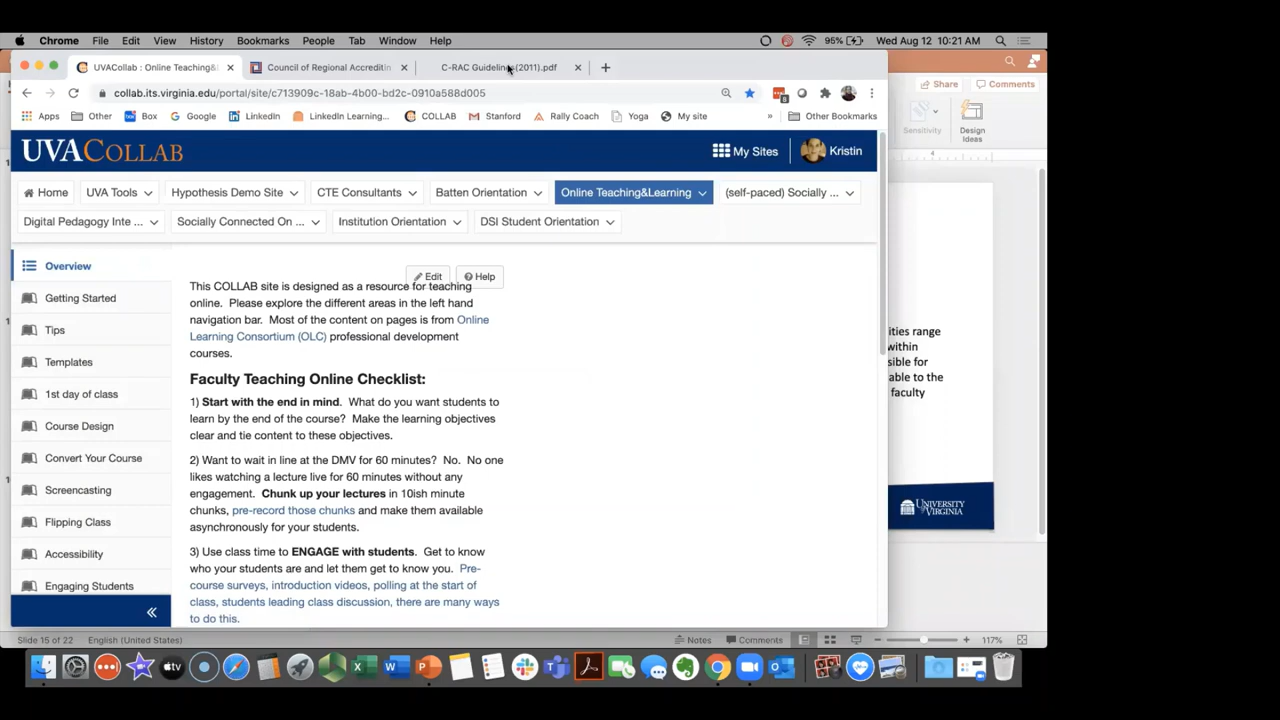 Chrome File Edit View History Bookmarks People Tab Window Help 95% Wed Aug 12 10:21 AM
UVACollab : Online Teaching& Council of Regional Accreditin C-RAC Guidelin (2011).pdf
collab.its.virginia.edu/portal/site/ Share Comments
Apps Other Box Google LinkedIn LinkedIn Learning... COLLAB Stanford Rally Coach Yoga My site » Other Bookmarks Sensitivity Design
Ideas
UVACOLLAB My Sites Kristin
Home UVA Tools Hypothesis Demo Site CTE Consultants Batten Orientation Online Teaching&Learning (self-paced) Socially ...
Digital Pedagogy Inte ... Socially Connected On ... Institution Orientation DSI Student Orientation
Overview
Getting Started
Tips
Templates
1st day of class
Course Design
Convert Your Course
Screencasting
Flipping Class
Accessibility
Engaging Students
«
Edit Help
This COLLAB site is designed as a resource for teaching
online. Please explore the different areas in the left hand
navigation bar. Most of the content on pages is from Online
Learning Consortium (OLC) professional development
courses.
Faculty Teaching Online Checklist:
1) Start with the end in mind. What do you want students to
learn by the end of the course? Make the learning objectives
clear and tie content to these objectives.
2) Want to wait in line at the DMV for 60 minutes? No. No one
likes watching a lecture live for 60 minutes without any
engagement. Chunk up your lectures in 10ish minute
chunks, pre-record those chunks and make them available
asynchronously for your students.
3) Use class time to ENGAGE with students. Get to know
who your students are and let them get to know you. Pre-
course surveys, introduction videos, polling at the start of
class, students leading class discussion, there are many ways
to do this.
ities range
within
sible for
able to the
faculty
UNIVERSITY
OF VIRGINIA
Slide 15 of 22 English (United States) Notes Comments 117%